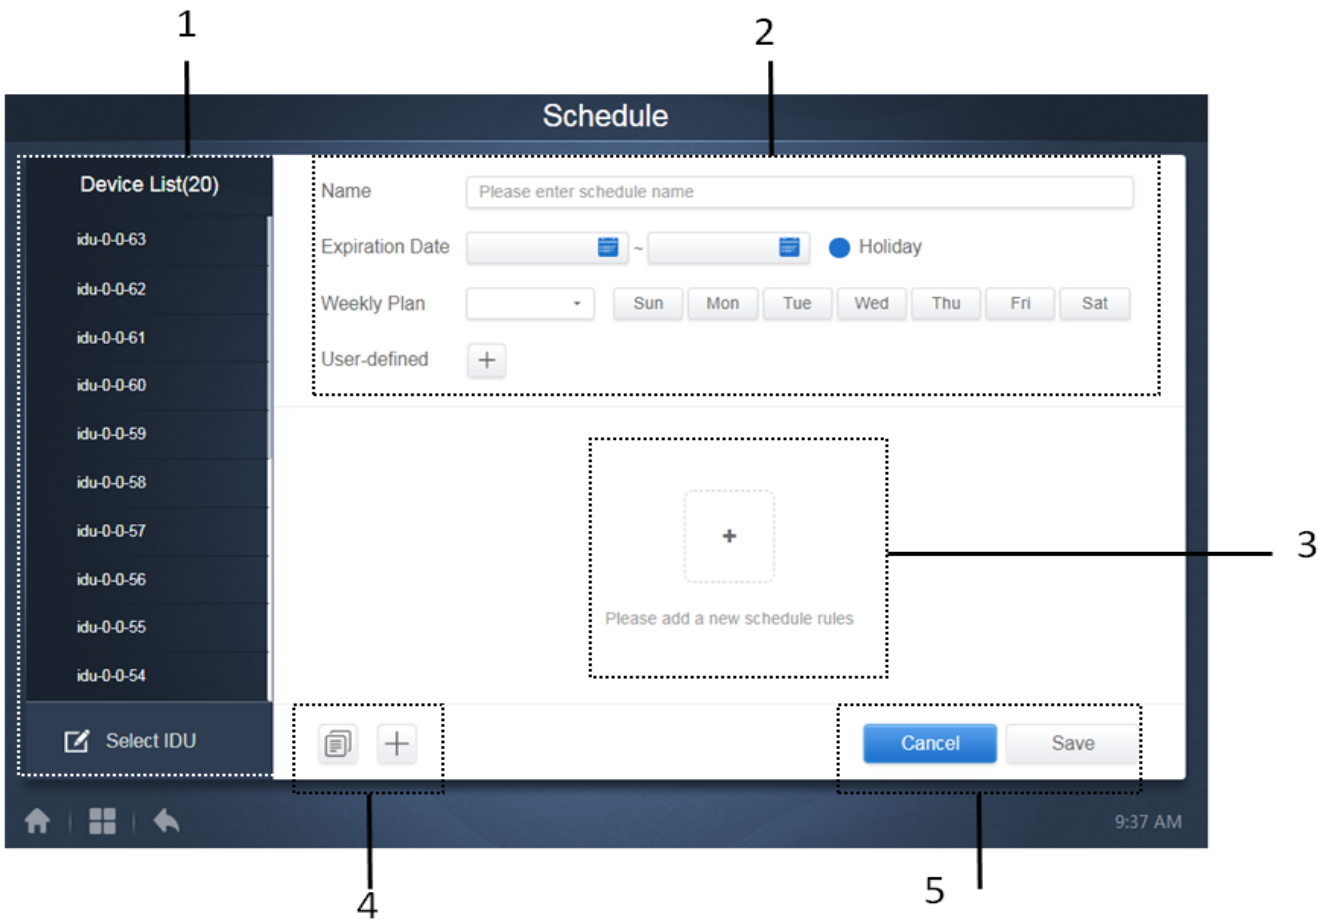 1
2
Schedule
Device List(20)
idu-0-0-63
idu-0-0-62
idu-0-0-61
idu-0-0-60
idu-0-0-59
idu-0-0-58
idu-0-0-57
idu-0-0-56
idu-0-0-55
idu-0-0-54
Select IDU
Name Please enter schedule name
Expiration Date ~ Holiday
Weekly Plan Sun Mon Tue Wed Thu Fri Sat
User-defined +
+
Please add a new schedule rules
3
+
Cancel Save
9:37 AM
4
5